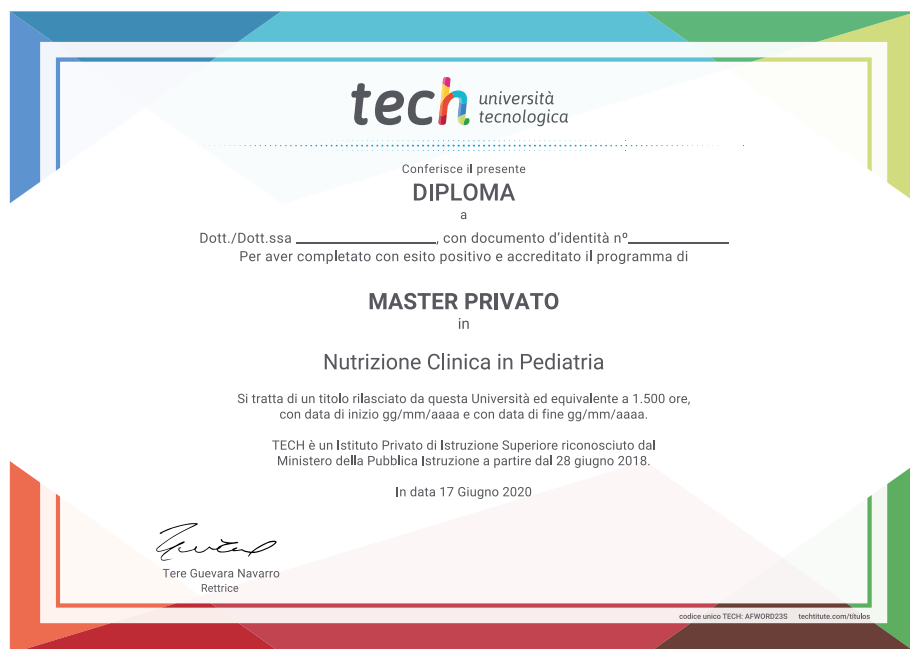 tech università
tecnologica
Conferisce il presente
DIPLOMA
a
Dott./Dott.ssa ________________, con documento d'identità nº____________
Per aver completato con esito positivo e accreditato il programma di
MASTER PRIVATO
in
Nutrizione Clinica in Pediatria
Si tratta di un titolo rilasciato da questa Università ed equivalente a 1.500 ore,
con data di inizio gg/mm/aaaa e con data di fine gg/mm/aaaa.
TECH è un Istituto Privato di Istruzione Superiore riconosciuto dal
Ministero della Pubblica Istruzione a partire dal 28 giugno 2018.
In data 17 Giugno 2020
Tere Guevara Navarro
Rettrice
codice unico TECH: AFWORD23S techtitute.com/titulos